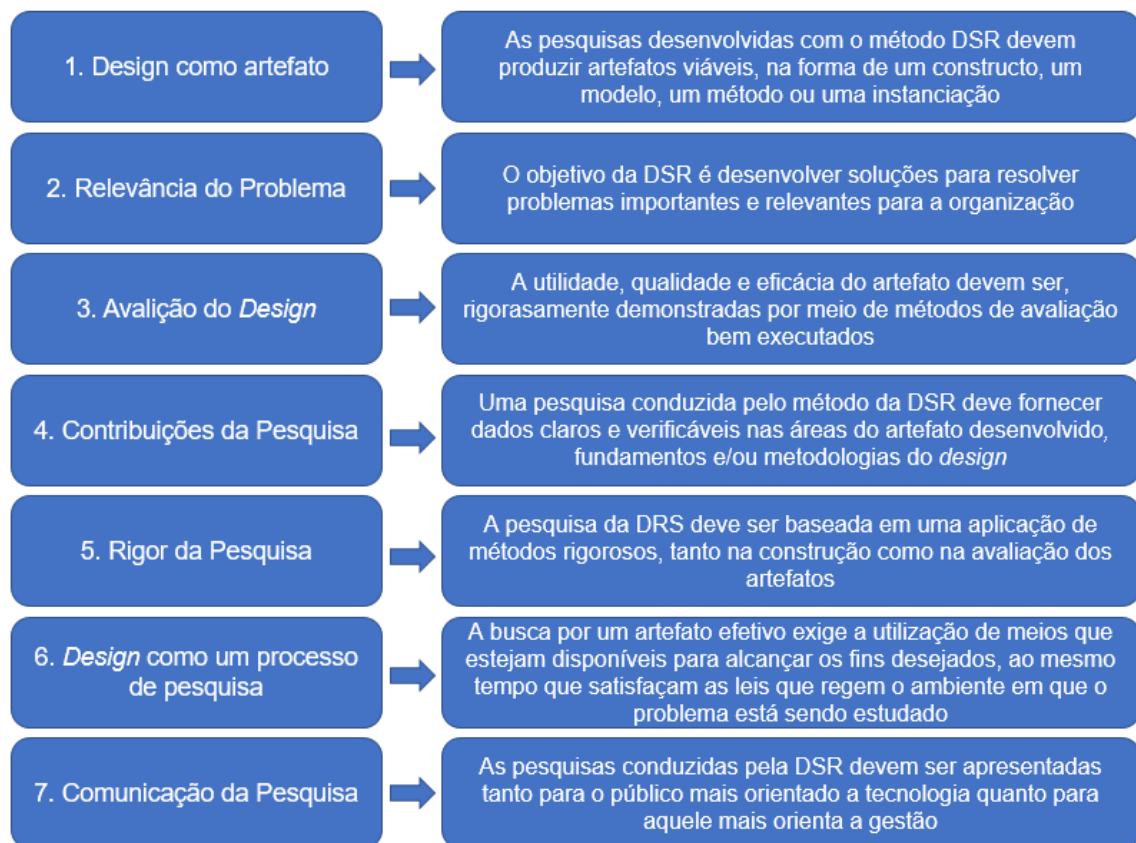 1. Design como artefato
As pesquisas desenvolvidas com o método DSR devem
produzir artefatos viáveis, na forma de um constructo, um
modelo, um método ou uma instanciação
2. Relevância do Problema
O objetivo da DSR é desenvolver soluções para resolver
problemas importantes e relevantes para a organização
3. Avalição do Design
A utilidade, qualidade e eficácia do artefato devem ser,
rigorasamente demonstradas por meio de métodos de avaliação
bem executados
4. Contribuições da Pesquisa
Uma pesquisa conduzida pelo método da DSR deve fornecer
dados claros e verificáveis nas áreas do artefato desenvolvido,
fundamentos e/ou metodologias do design
5. Rigor da Pesquisa
A pesquisa da DRS deve ser baseada em uma aplicação de
métodos rigorosos, tanto na construção como na avaliação dos
artefatos
6. Design como um processo
de pesquisa
A busca por um artefato efetivo exige a utilização de meios que
estejam disponíveis para alcançar os fins desejados, ao mesmo
tempo que satisfaçam as leis que regem o ambiente em que o
problema está sendo estudado
7. Comunicação da Pesquisa
As pesquisas conduzidas pela DSR devem ser apresentadas
tanto para o público mais orientado a tecnologia quanto para
aquele mais orienta a gestão